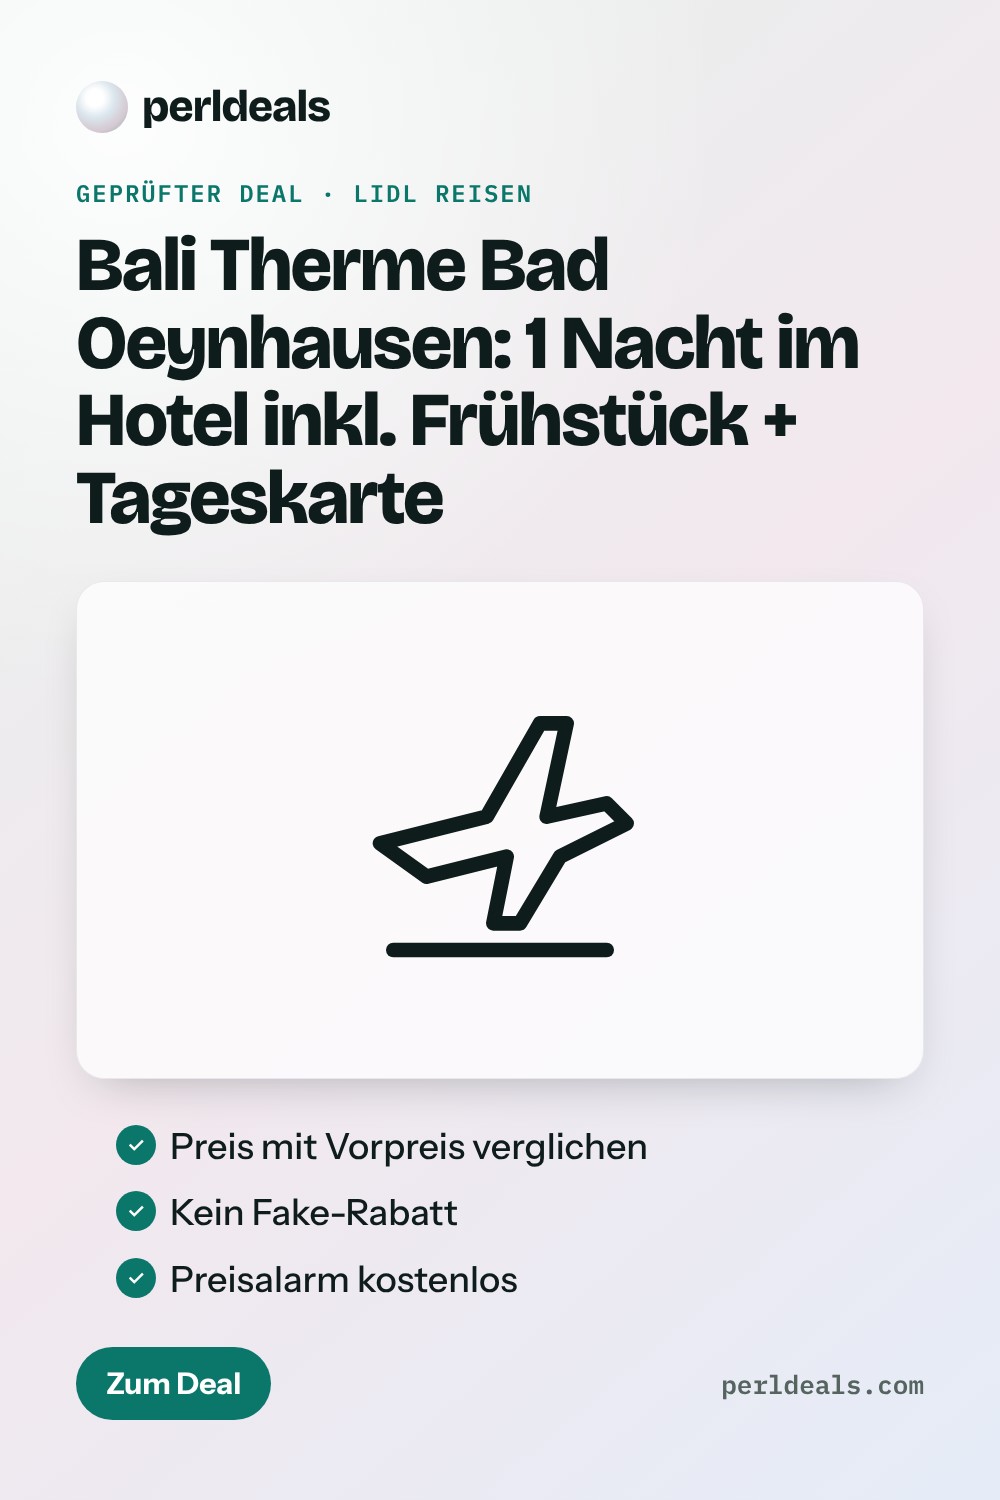 perldeals
GEPRÜFTER DEAL · LIDL REISEN
Bali Therme Bad
Oeynhausen: 1 Nacht im
Hotel inkl. Frühstück +
Tageskarte
Preis mit Vorpreis verglichen
Kein Fake-Rabatt
Preisalarm kostenlos
Zum Deal
perldeals.com